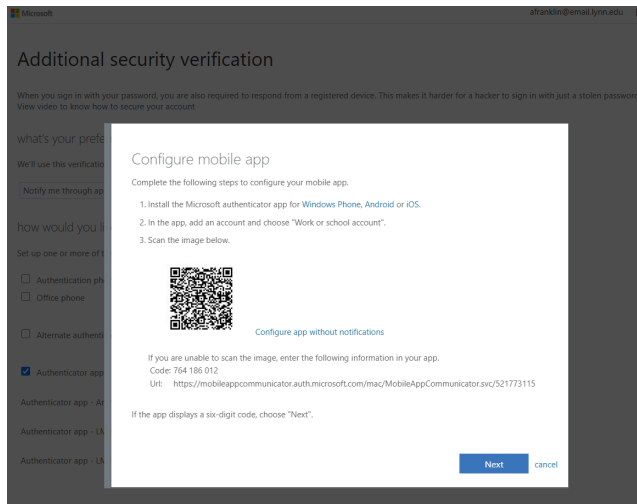 Microsoft
afranklin@email.lynn.edu
Additional security verification
When you sign in with your password, you are also required to respond from a registered device. This makes it harder for a hacker to sign in with just a stolen password
View video to know how to secure your account
what's your prefe
We'll use this verificatio
Notify me through ap
how would you li
Set up one or more of t
Authentication ph
Office phone
Alternate authenti
Authenticator app
Authenticator app - A
Authenticator app - LM
Authenticator app - LM
Configure mobile app
Complete the following steps to configure your mobile app.
1. Install the Microsoft authenticator app for Windows Phone, Android or iOS.
2. In the app, add an account and choose "Work or school account".
3. Scan the image below.
Configure app without notifications
If you are unable to scan the image, enter the following information in your app.
Code: 764 186 012
Url: https://mobileappcommunicator.auth.microsoft.com/mac/MobileAppCommunicator.svc/521773115
If the app displays a six-digit code, choose "Next".
Next cancel